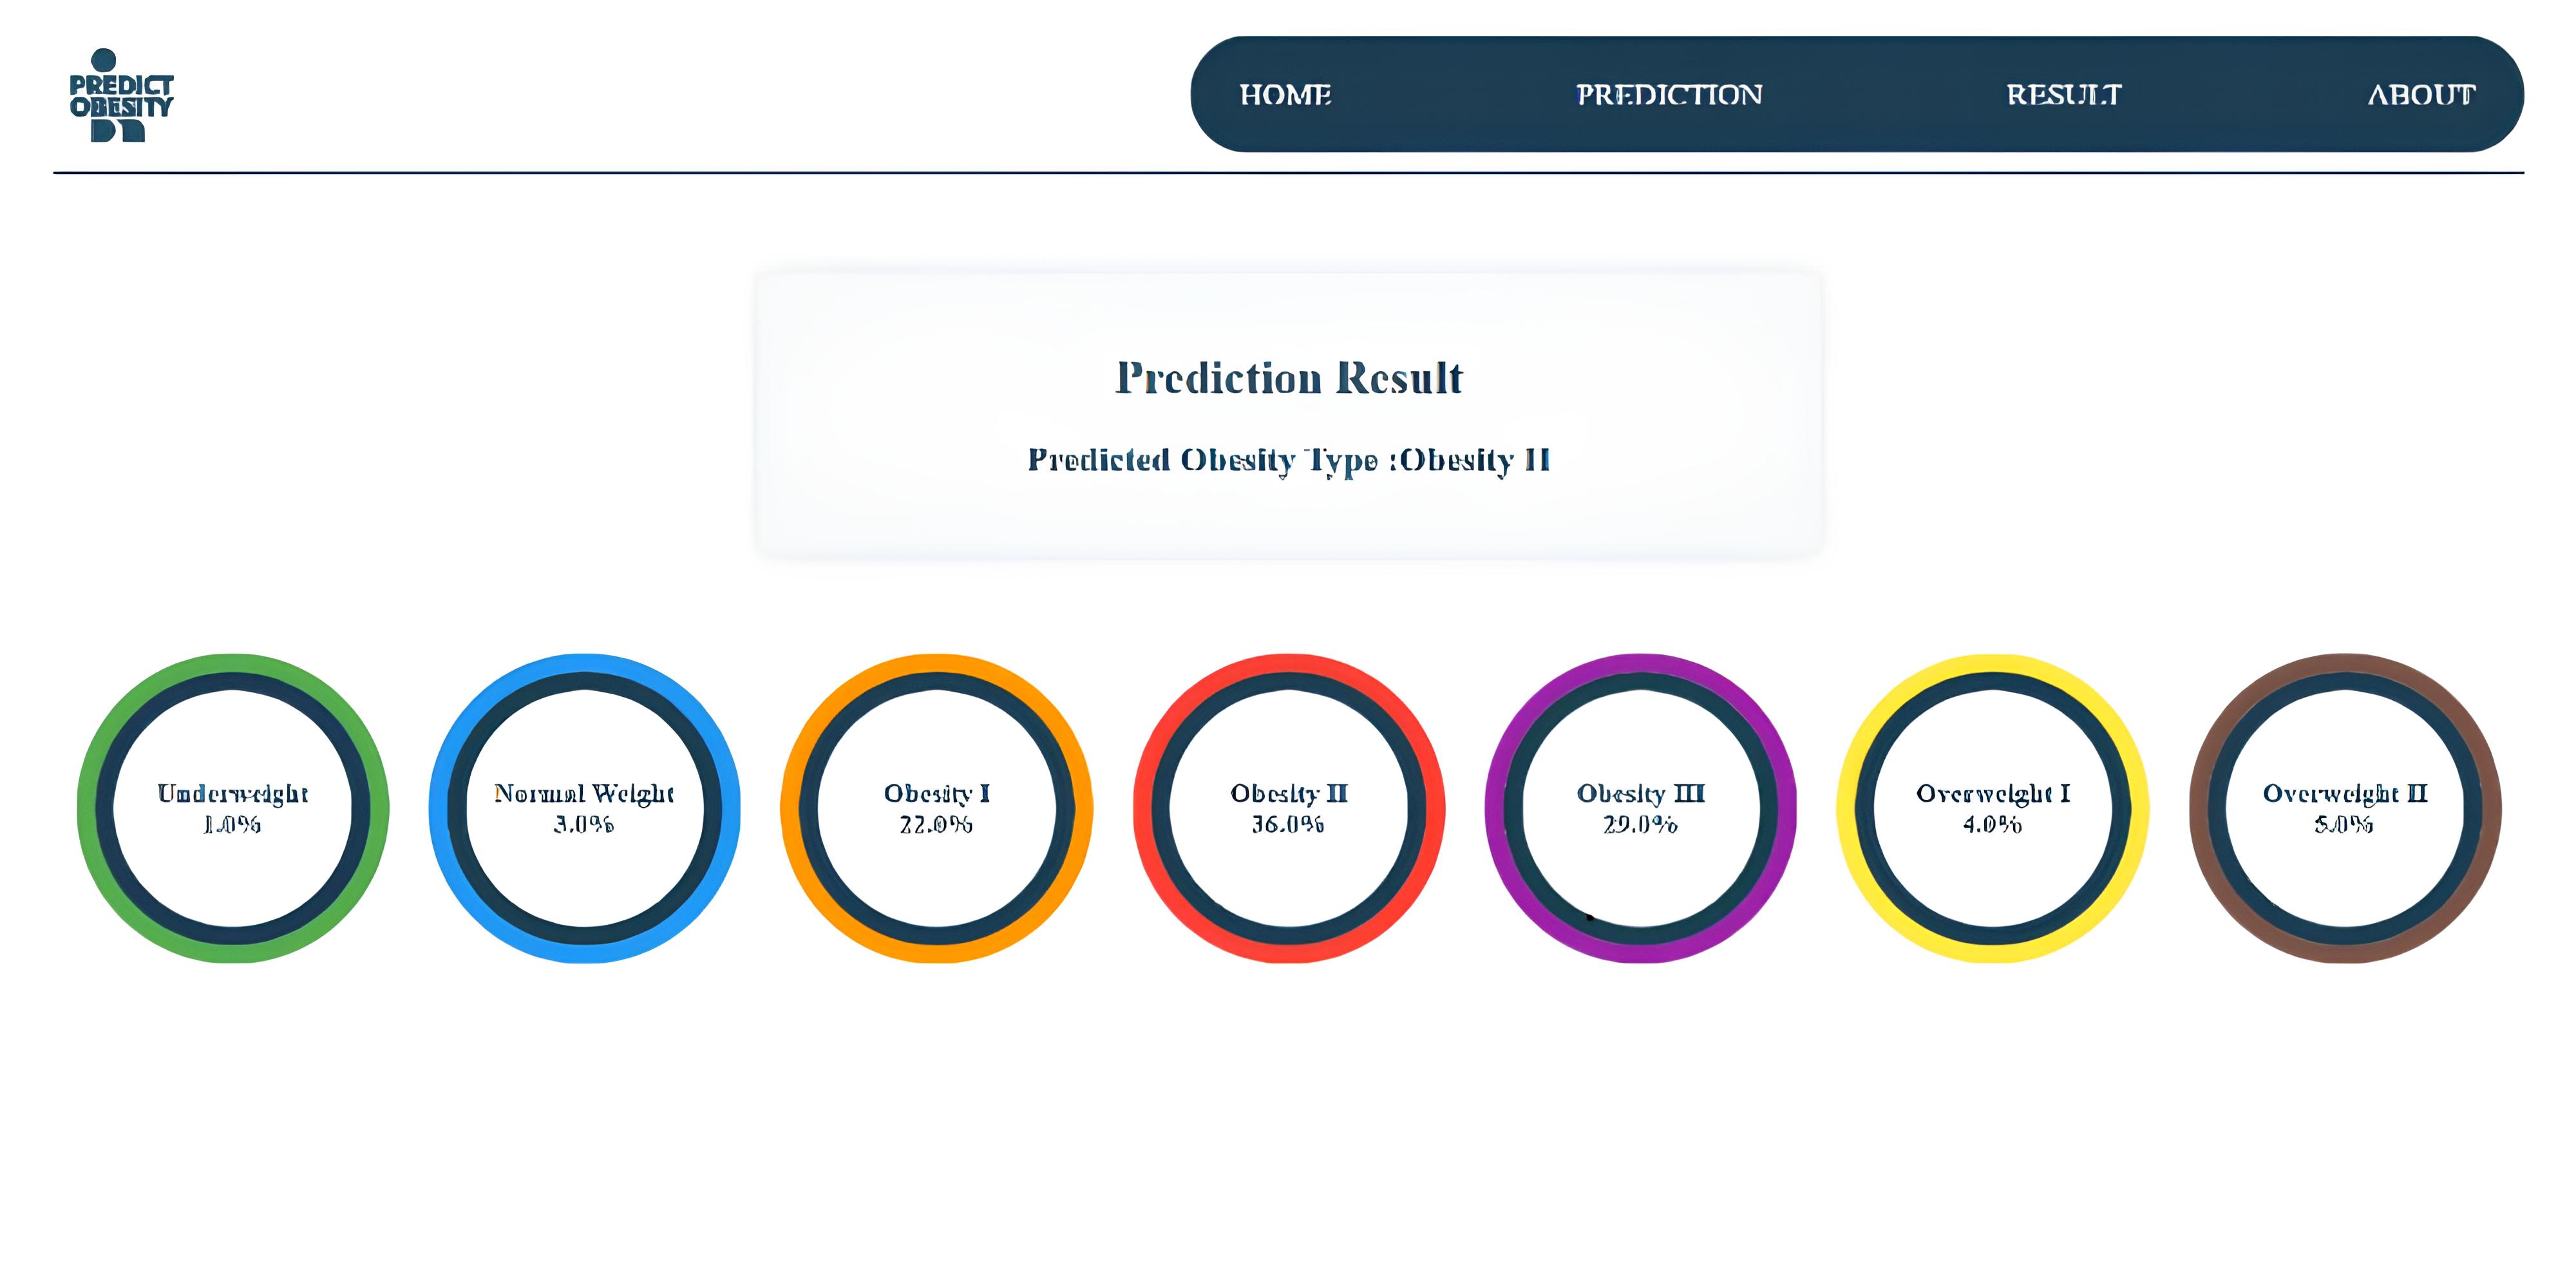 PREDICT
OBESITY
HOME PREDICTION RESULT ABOUT
Prediction Result
Predicted Obesity Type :Obesity II
Underweight
1.0%
Normal Weight
3.0%
Obesity I
22.0%
Obesity II
36.0%
Obesity III
29.0%
Overweight I
4.0%
Overweight II
5.0%